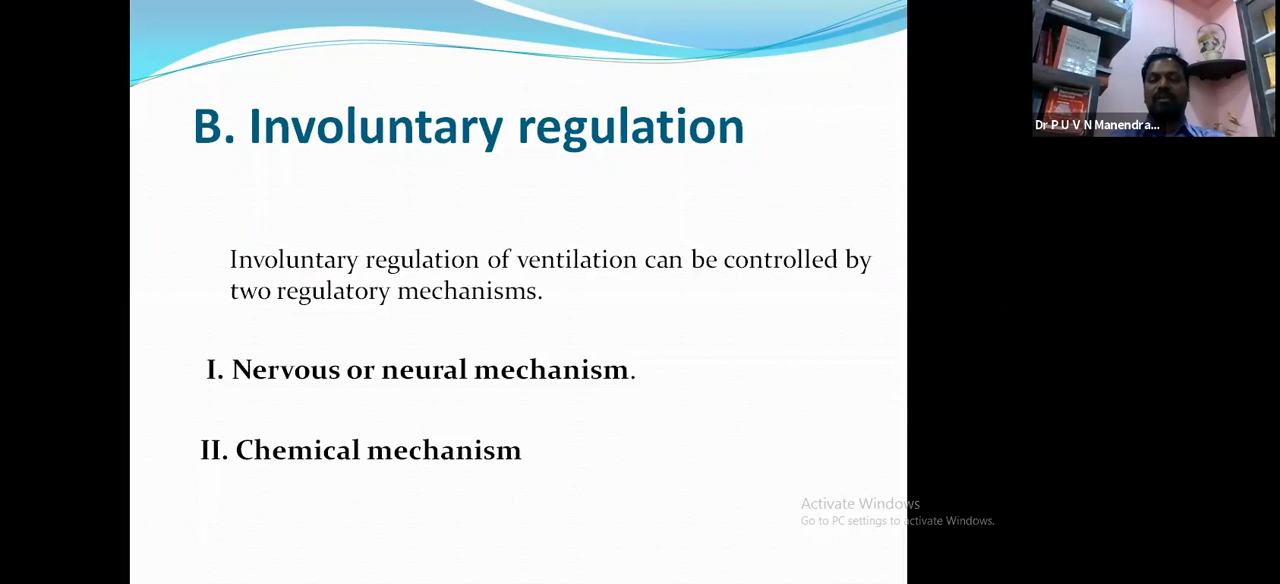 B. Involuntary regulation
Involuntary regulation of ventilation can be controlled by
two regulatory mechanisms.
I. Nervous or neural mechanism.
II. Chemical mechanism
Dr P U V N Manendra...
Activate Windows
Go to PC settings to activate Windows.